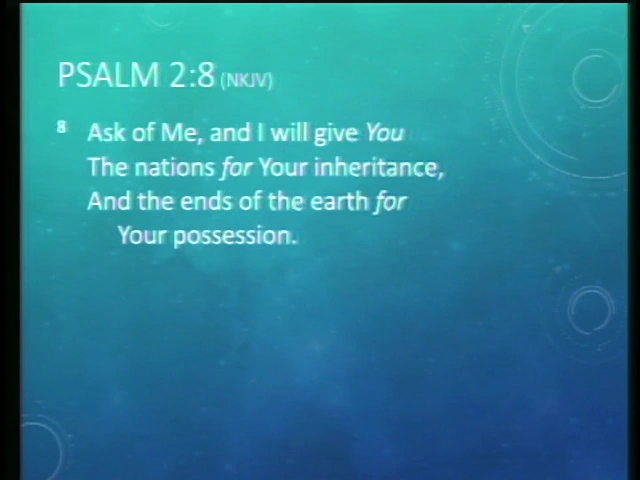 PSALM 2:8 (NKJV)
8 Ask of Me, and I will give You
The nations for Your inheritance,
And the ends of the earth for
Your possession.